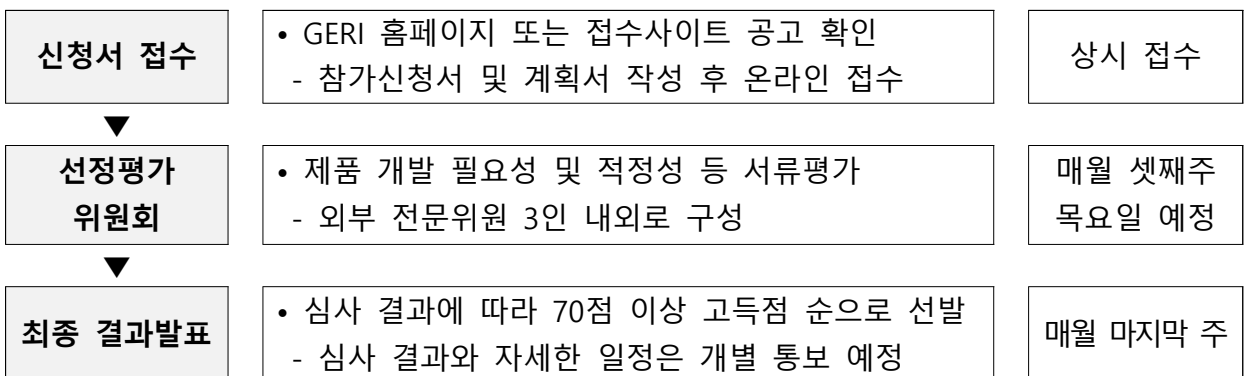 신청서 접수
• GERI 홈페이지 또는 접수사이트 공고 확인
- 참가신청서 및 계획서 작성 후 온라인 접수
상시 접수
▼
선정평가
위원회
• 제품 개발 필요성 및 적정성 등 서류평가
- 외부 전문위원 3인 내외로 구성
매월 셋째주
목요일 예정
▼
최종 결과발표
• 심사 결과에 따라 70점 이상 고득점 순으로 선발
- 심사 결과와 자세한 일정은 개별 통보 예정
매월 마지막 주